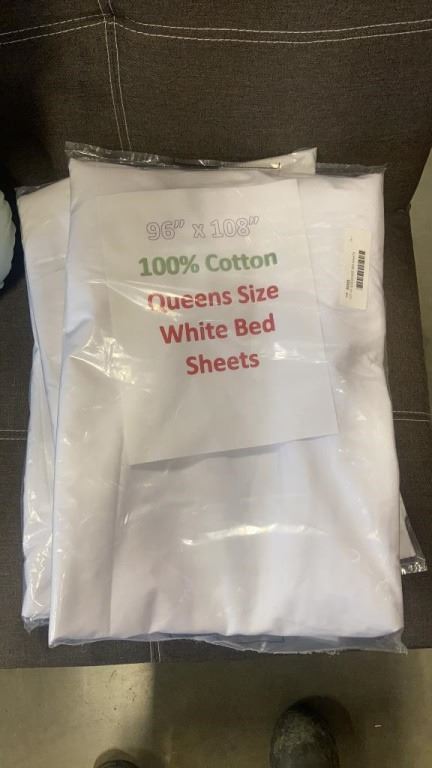 96" x 108"
100% Cotton
Queens Size
White Bed
Sheets